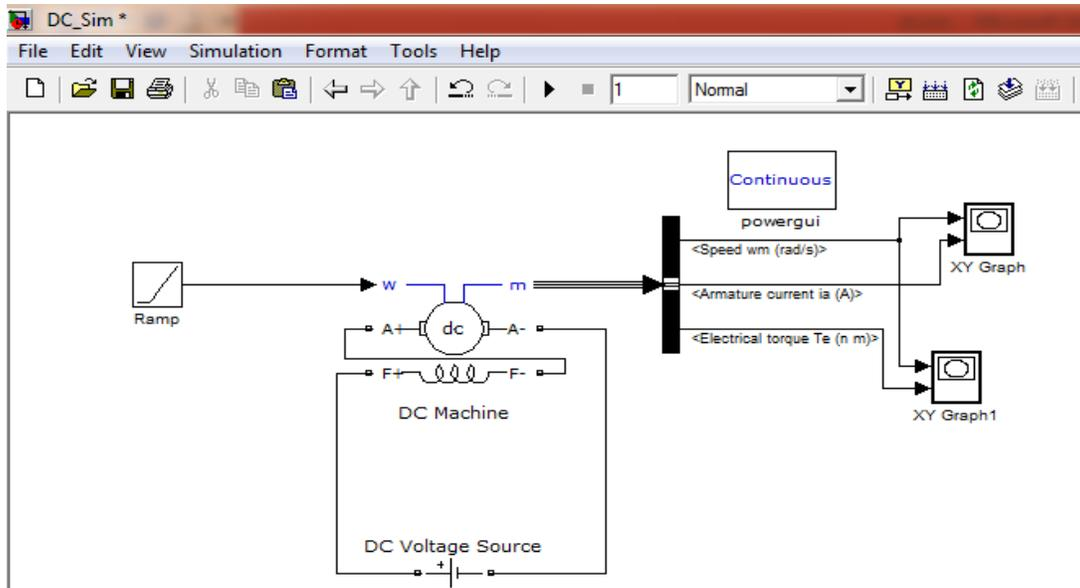 DC_Sim *
File Edit View Simulation Format Tools Help
1 Normal
Continuous
powergui
<Speed wm (rad/s)>
XY Graph
Ramp
w m
<Armature current ia (A)>
A+ dc A-
<Electrical torque Te (n m)>
F+ F-
DC Machine
XY Graph1
DC Voltage Source
+